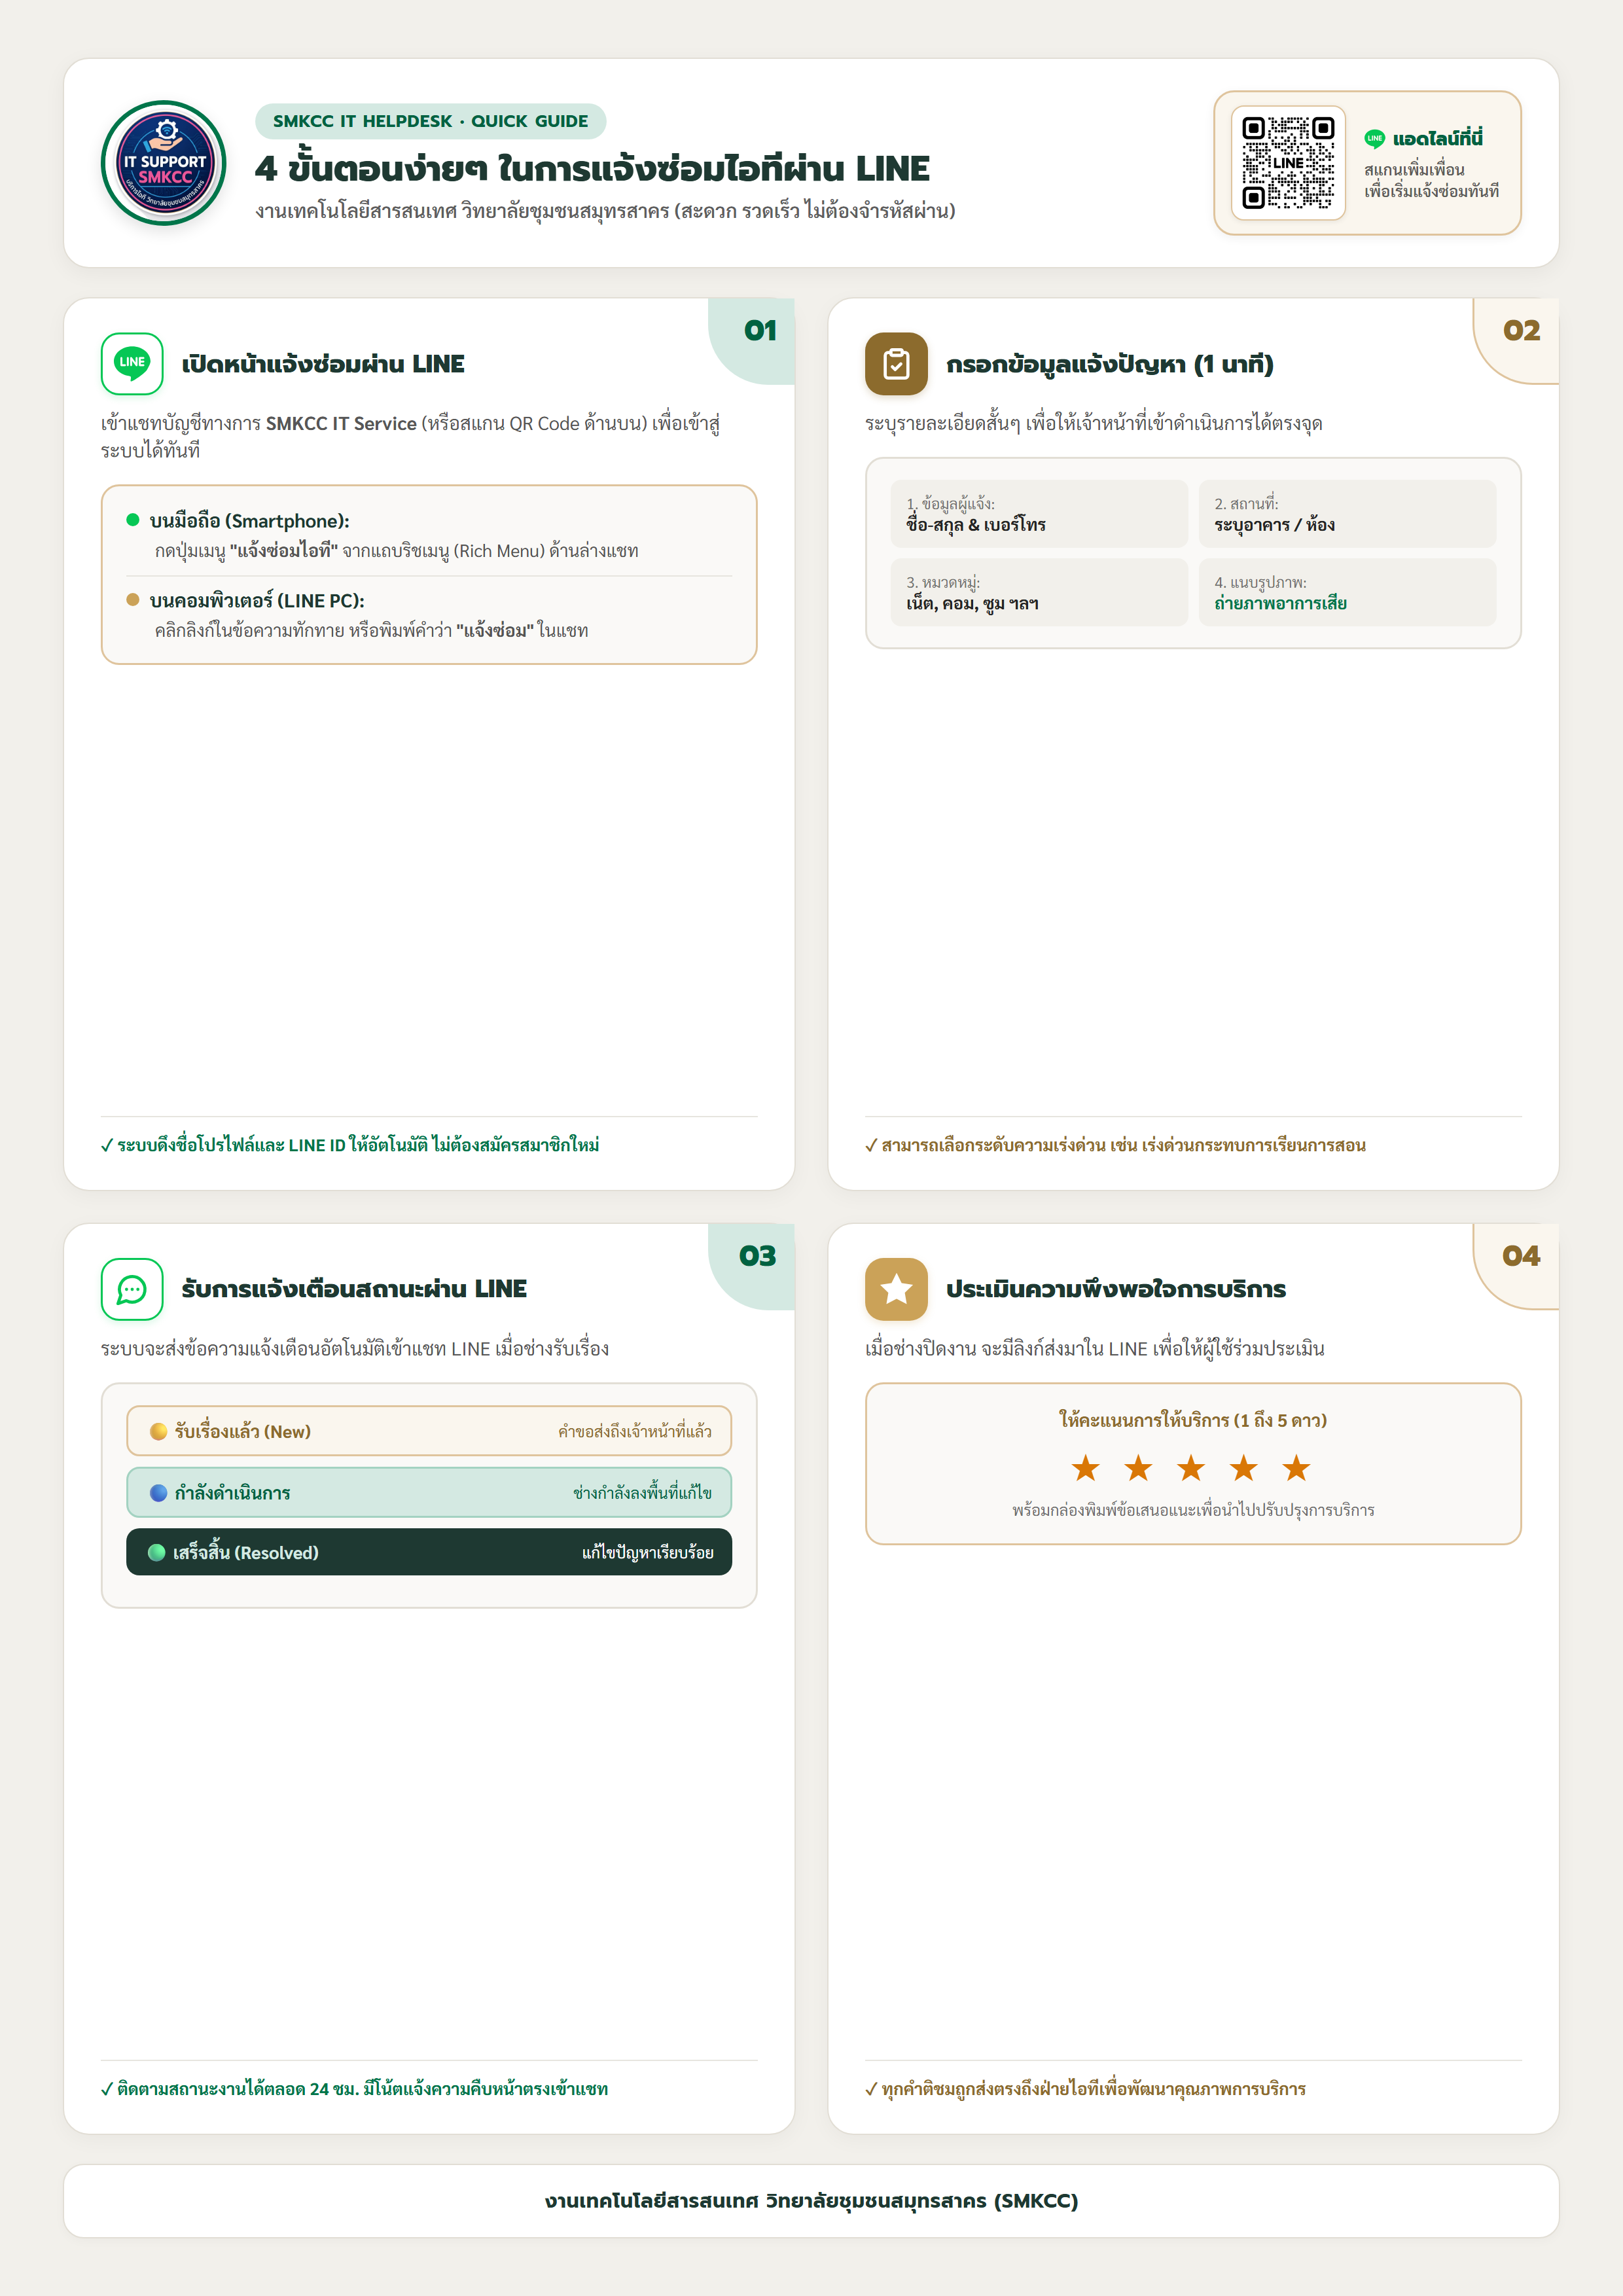 IT SUPPORT
SMKCC
บริการไอที วิทยาลัยชุมชนสมุทรสาคร
SMKCC IT HELPDESK · QUICK GUIDE
4 ขั้นตอนง่ายๆ ในการแจ้งซ่อมไอทีผ่าน LINE
งานเทคโนโลยีสารสนเทศ วิทยาลัยชุมชนสมุทรสาคร (สะดวก รวดเร็ว ไม่ต้องจำรหัสผ่าน)
LINE
LINE แอดไลน์ที่นี่
สแกนเพิ่มเพื่อน
เพื่อเริ่มแจ้งซ่อมทันที
01
LINE
เปิดหน้าแจ้งซ่อมผ่าน LINE
เข้าแชทบัญชีทางการ SMKCC IT Service (หรือสแกน QR Code ด้านบน) เพื่อเข้าสู่
ระบบได้ทันที
บนมือถือ (Smartphone):
กดปุ่มเมนู "แจ้งซ่อมไอที" จากแถบริชเมนู (Rich Menu) ด้านล่างแชท
บนคอมพิวเตอร์ (LINE PC):
คลิกลิงก์ในข้อความทักทาย หรือพิมพ์คำว่า "แจ้งซ่อม" ในแชท
✓ ระบบดึงชื่อโปรไฟล์และ LINE ID ให้อัตโนมัติ ไม่ต้องสมัครสมาชิกใหม่
02
กรอกข้อมูลแจ้งปัญหา (1 นาที)
ระบุรายละเอียดสั้นๆ เพื่อให้เจ้าหน้าที่เข้าดำเนินการได้ตรงจุด
1. ข้อมูลผู้แจ้ง:
ชื่อ-สกุล & เบอร์โทร
2. สถานที่:
ระบุอาคาร / ห้อง
3. หมวดหมู่:
เน็ต, คอม, ซูม ฯลฯ
4. แนบรูปภาพ:
ถ่ายภาพอาการเสีย
✓ สามารถเลือกระดับความเร่งด่วน เช่น เร่งด่วนกระทบการเรียนการสอน
03
รับการแจ้งเตือนสถานะผ่าน LINE
ระบบจะส่งข้อความแจ้งเตือนอัตโนมัติเข้าแชท LINE เมื่อช่างรับเรื่อง
รับเรื่องแล้ว (New) คำขอส่งถึงเจ้าหน้าที่แล้ว
กำลังดำเนินการ ช่างกำลังลงพื้นที่แก้ไข
เสร็จสิ้น (Resolved) แก้ไขปัญหาเรียบร้อย
✓ ติดตามสถานะงานได้ตลอด 24 ชม. มีโน้ตแจ้งความคืบหน้าตรงเข้าแชท
04
ประเมินความพึงพอใจการบริการ
เมื่อช่างปิดงาน จะมีลิงก์ส่งมาใน LINE เพื่อให้ผู้ใช้ร่วมประเมิน
ให้คะแนนการให้บริการ (1 ถึง 5 ดาว)
★ ★ ★ ★ ★
พร้อมกล่องพิมพ์ข้อเสนอแนะเพื่อนำไปปรับปรุงการบริการ
✓ ทุกคำติชมถูกส่งตรงถึงฝ่ายไอทีเพื่อพัฒนาคุณภาพการบริการ
งานเทคโนโลยีสารสนเทศ วิทยาลัยชุมชนสมุทรสาคร (SMKCC)